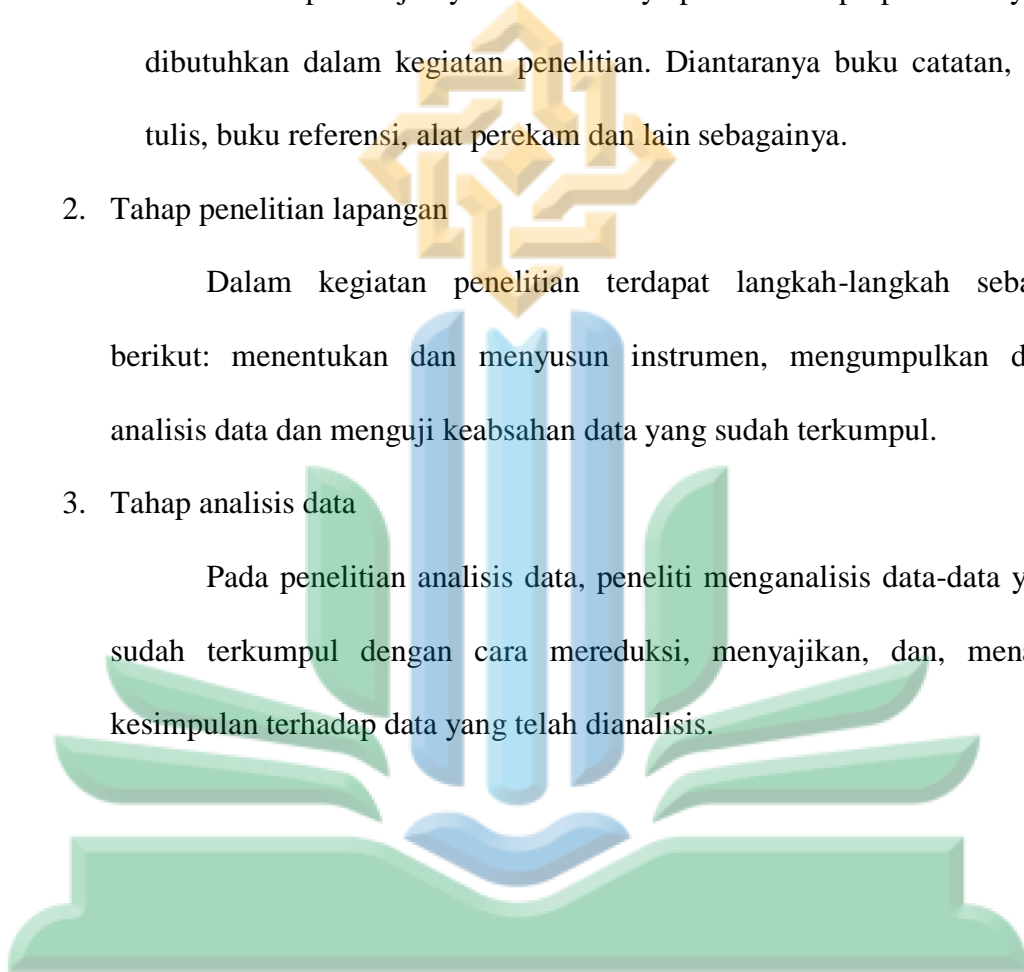 dibutuhkan dalam kegiatan penelitian. Diantaranya buku catatan,
tulis, buku referensi, alat perekam dan lain sebagainya.
2. Tahap penelitian lapangan
Dalam kegiatan penelitian terdapat langkah-langkah seba
berikut: menentukan dan menyusun instrumen, mengumpulkan d
analisis data dan menguji keabsahan data yang sudah terkumpul.
3. Tahap analisis data
Pada penelitian analisis data, peneliti menganalisis data-data y
sudah terkumpul dengan cara mereduksi, menyajikan, dan, mena
kesimpulan terhadap data yang telah dianalisis.